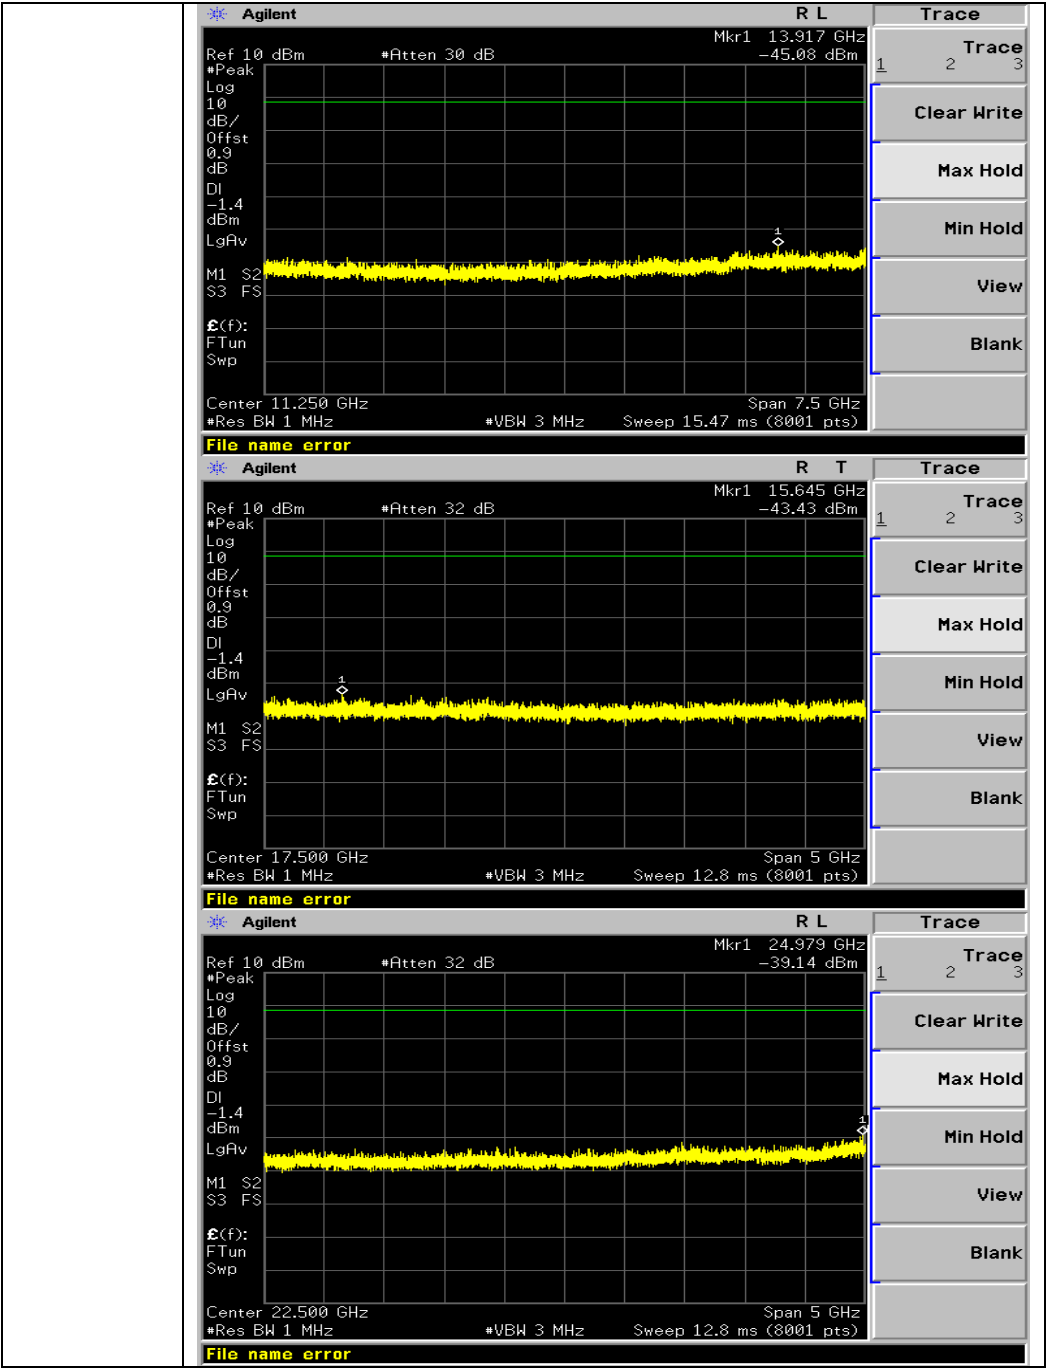 Agilent R L Trace
Mkr1 13.917 GHz
Ref 10 dBm #Atten 30 dB -45.08 dBm
#Peak
Log
10
dB/
Offst
0.9
dB
DI
-1.4
dBm
LgAv
M1 S2
S3 FS
£(f):
FTun
Swp
1
Center 11.250 GHz Span 7.5 GHz
#Res BW 1 MHz #VBW 3 MHz Sweep 15.47 ms (8001 pts)
File name error
Trace
1 2 3
Clear Write
Max Hold
Min Hold
View
Blank
Agilent R T Trace
Mkr1 15.645 GHz
Ref 10 dBm #Atten 32 dB -43.43 dBm
#Peak
Log
10
dB/
Offst
0.9
dB
DI
-1.4
dBm
LgAv
M1 S2
S3 FS
£(f):
FTun
Swp
1
Center 17.500 GHz Span 5 GHz
#Res BW 1 MHz #VBW 3 MHz Sweep 12.8 ms (8001 pts)
File name error
Trace
1 2 3
Clear Write
Max Hold
Min Hold
View
Blank
Agilent R L Trace
Mkr1 24.979 GHz
Ref 10 dBm #Atten 32 dB -39.14 dBm
#Peak
Log
10
dB/
Offst
0.9
dB
DI
-1.4
dBm
LgAv
M1 S2
S3 FS
£(f):
FTun
Swp
1
Center 22.500 GHz Span 5 GHz
#Res BW 1 MHz #VBW 3 MHz Sweep 12.8 ms (8001 pts)
File name error
Trace
1 2 3
Clear Write
Max Hold
Min Hold
View
Blank